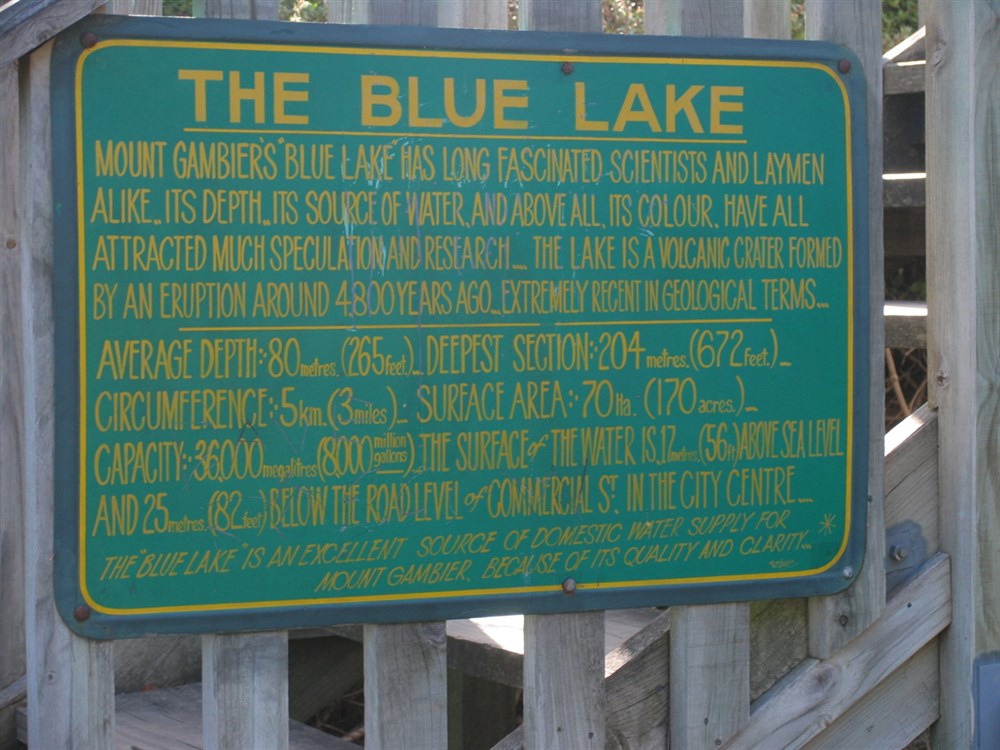 THE BLUE LAKE
MOUNT GAMBIER'S "BLUE LAKE HAS LONG FASCINATED SCIENTISTS AND LAYMEN
ALIKE.. ITS DEPTH.. ITS SOURCE OF WATER, AND ABOVE ALL, ITS COLOUR, HAVE ALL
ATTRACTED MUCH SPECULATION AND RESEARCH.... THE LAKE IS A VOLCANIC CRATER FORMED
BY AN ERUPTION AROUND 4,800 YEARS AGO... EXTREMELY RECENT IN GEOLOGICAL TERMS....
AVERAGE DEPTH:- 80 metres. (265 feet.)... DEEPEST SECTION:- 204 metres. (672 feet.)...
CIRCUMFERENCE:- 5 km. (3 miles)... SURFACE AREA:- 70 Ha. (170 acres.)....
CAPACITY:- 36,000 megalitres (8,000 million gallons) THE SURFACE of THE WATER IS 17 metres. (56 ft) ABOVE SEA LEVEL
AND 25 metres. (82 feet) BELOW THE ROAD LEVEL of COMMERCIAL ST. IN THE CITY CENTRE....
THE "BLUE LAKE" IS AN EXCELLENT SOURCE OF DOMESTIC WATER SUPPLY FOR
MOUNT GAMBIER, BECAUSE OF ITS QUALITY AND CLARITY... *